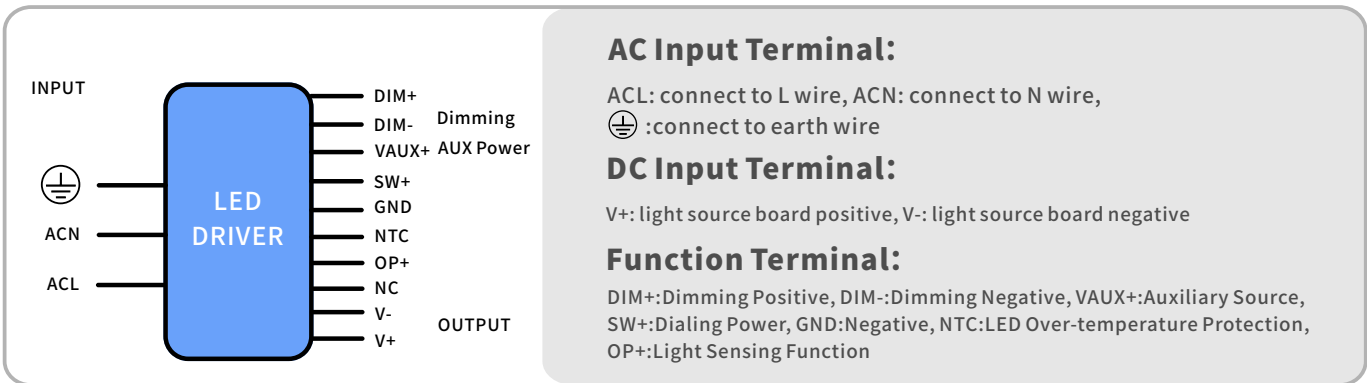 INPUT
ACN
ACL
LED
DRIVER
DIM+
DIM-
VAUX+
SW+
GND
NTC
OP+
NC
V-
V+
Dimming
AUX Power
OUTPUT
AC Input Terminal:
ACL: connect to L wire, ACN: connect to N wire,
:connect to earth wire
DC Input Terminal:
V+: light source board positive, V-: light source board negative
Function Terminal:
DIM+:Dimming Positive, DIM-:Dimming Negative, VAUX+:Auxiliary Source,
SW+:Dialing Power, GND:Negative, NTC:LED Over-temperature Protection,
OP+:Light Sensing Function